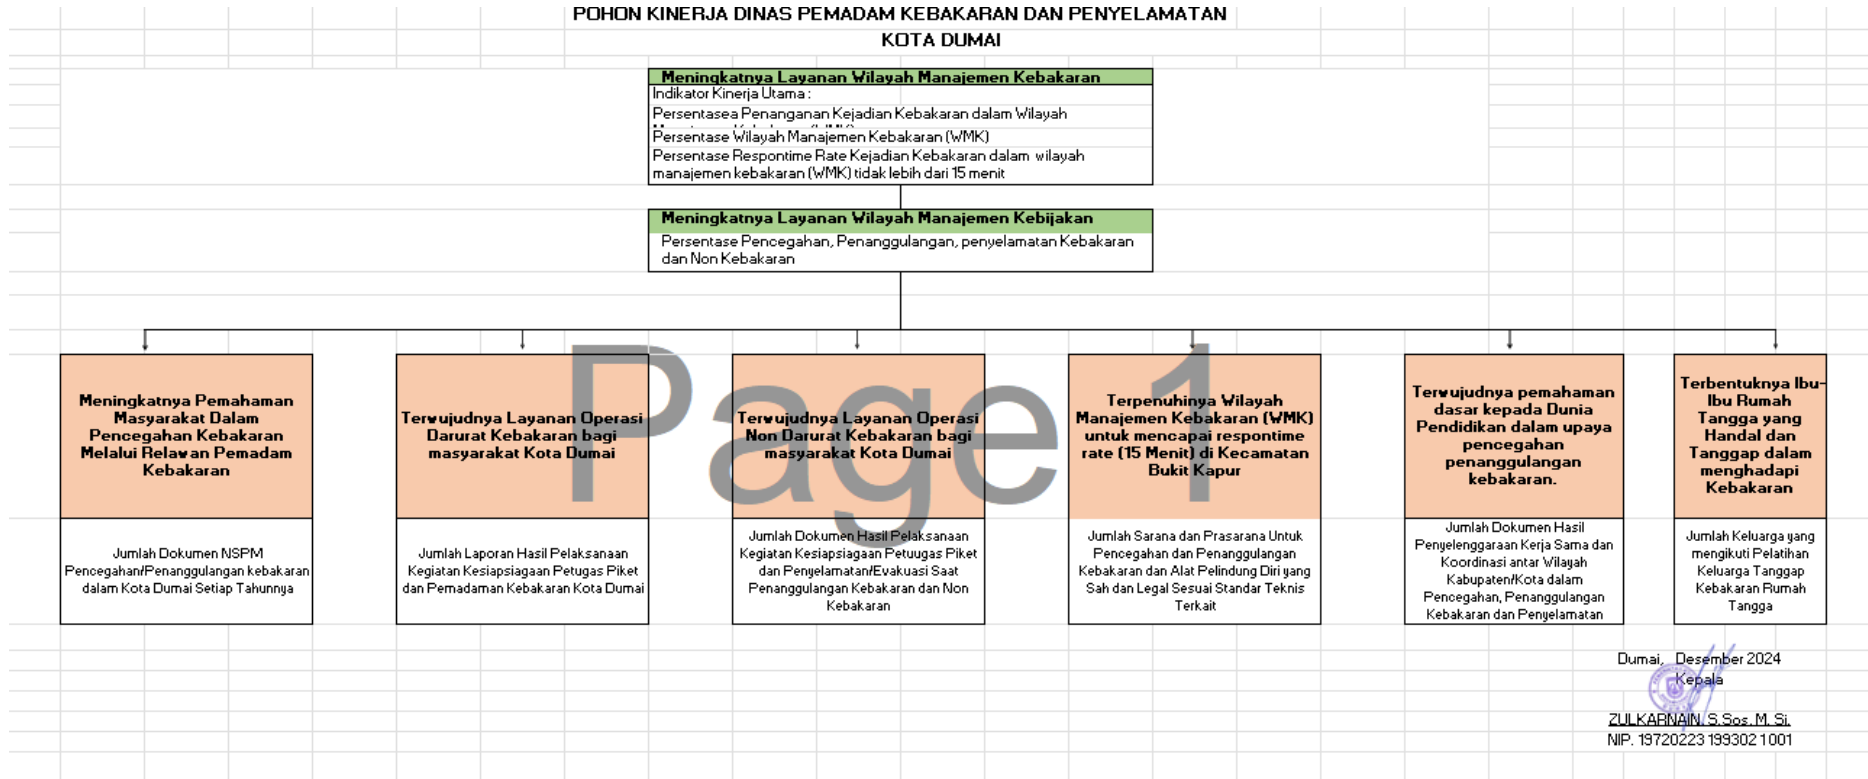 POHON KINERJA DINAS PEMADAM KEBAKARAN DAN PENYELAMATAN
KOTA DUMAI
Meningkatnya Layanan Wilayah Manajemen Kebakaran
Indikator Kinerja Utama :
Persentasea Penanganan Kejadian Kebakaran dalam Wilayah
Persentase Wilayah Manajemen Kebakaran (WMK)
Persentase Respontime Rate Kejadian Kebakaran dalam wilayah
manajemen kebakaran (WMK) tidak lebih dari 15 menit
Meningkatnya Layanan Wilayah Manajemen Kebijakan
Persentase Pencegahan, Penanggulangan, penyelamatan Kebakaran
dan Non Kebakaran
Meningkatnya Pemahaman
Masyarakat Dalam
Pencegahan Kebakaran
Melalui Relawan Pemadam
Kebakaran
Jumlah Dokumen NSPM
Pencegahan/Penanggulangan kebakaran
dalam Kota Dumai Setiap Tahunnya
Terwujudnya Layanan Operasi
Darurat Kebakaran bagi
masyarakat Kota Dumai
Jumlah Laporan Hasil Pelaksanaan
Kegiatan Kesiapsiagaan Petugas Piket
dan Pemadaman Kebakaran Kota Dumai
Terwujudnya Layanan Operasi
Non Darurat Kebakaran bagi
masyarakat Kota Dumai
Jumlah Dokumen Hasil Pelaksanaan
Kegiatan Kesiapsiagaan Petuugas Piket
dan Penyelamatan/Evakuasi Saat
Penanggulangan Kebakaran dan Non
Kebakaran
Terpenuhinya Wilayah
Manajemen Kebakaran (WMK)
untuk mencapai respontime
rate (15 Menit) di Kecamatan
Bukit Kapur
Jumlah Sarana dan Prasarana Untuk
Pencegahan dan Penanggulangan
Kebakaran dan Alat Pelindung Diri yang
Sah dan Legal Sesuai Standar Teknis
Terkait
Terwujudnya pemahaman
dasar kepada Dunia
Pendidikan dalam upaya
pencegahan
penanggulangan
kebakaran.
Jumlah Dokumen Hasil
Penyelenggaraan Kerja Sama dan
Koordinasi antar Wilayah
Kabupaten/Kota dalam
Pencegahan, Penanggulangan
Kebakaran dan Penyelamatan
Terbentuknya Ibu-
Ibu Rumah
Tangga yang
Handal dan
Tanggap dalam
menghadapi
Kebakaran
Jumlah Keluarga yang
mengikuti Pelatihan
Keluarga Tanggap
Kebakaran Rumah
Tangga
Page 1
Dumai, Desember 2024
Kepala
ZULKARNAIN, S.Sos. M. Si.
NIP. 19720223 199302 1 001